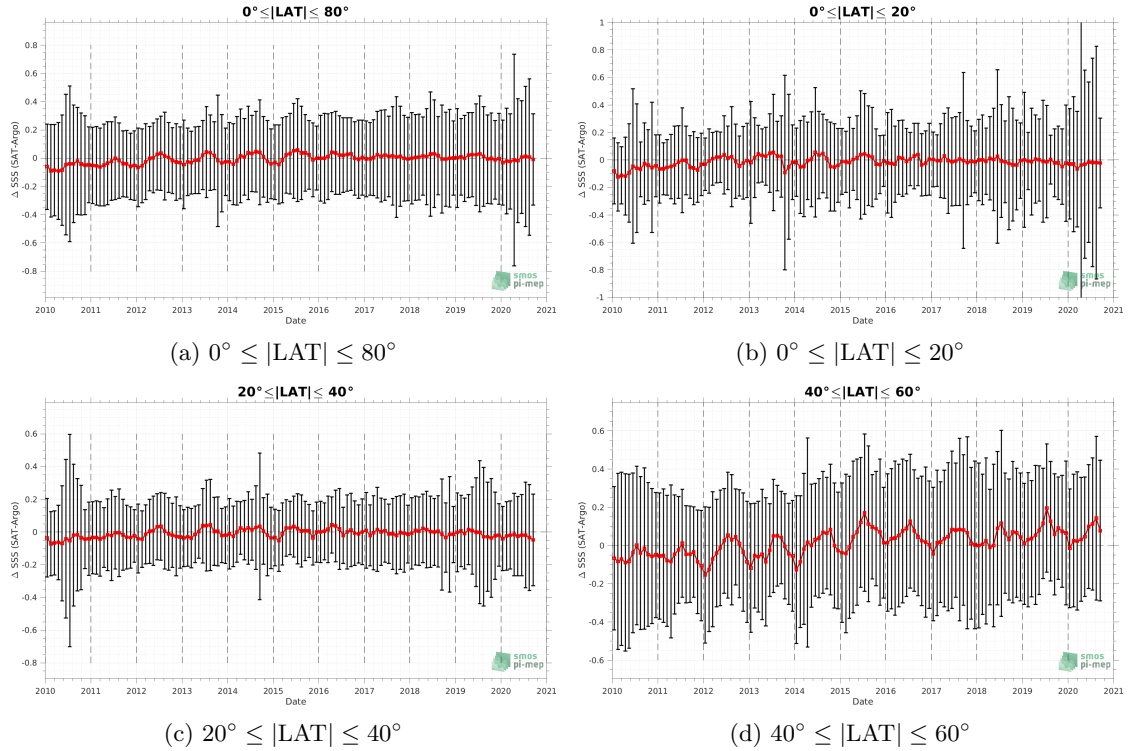 0°≤|LAT|≤ 80°
Δ SSS (SAT-Argo)
0.8
0.6
0.4
0.2
0
-0.2
-0.4
-0.6
-0.8
smos
pi-mep
2010 2011 2012 2013 2014 2015 2016 2017 2018 2019 2020 2021
Date
(a) 0° ≤ |LAT| ≤ 80°
0°≤|LAT|≤ 20°
Δ SSS (SAT-Argo)
1
0.8
0.6
0.4
0.2
0
-0.2
-0.4
-0.6
-0.8
-1
smos
pi-mep
2010 2011 2012 2013 2014 2015 2016 2017 2018 2019 2020 2021
Date
(b) 0° ≤ |LAT| ≤ 20°
20°≤|LAT|≤ 40°
Δ SSS (SAT-Argo)
0.6
0.4
0.2
0
-0.2
-0.4
-0.6
-0.8
smos
pi-mep
2010 2011 2012 2013 2014 2015 2016 2017 2018 2019 2020 2021
Date
(c) 20° ≤ |LAT| ≤ 40°
40°≤|LAT|≤ 60°
Δ SSS (SAT-Argo)
0.6
0.4
0.2
0
-0.2
-0.4
-0.6
smos
pi-mep
2010 2011 2012 2013 2014 2015 2016 2017 2018 2019 2020 2021
Date
(d) 40° ≤ |LAT| ≤ 60°